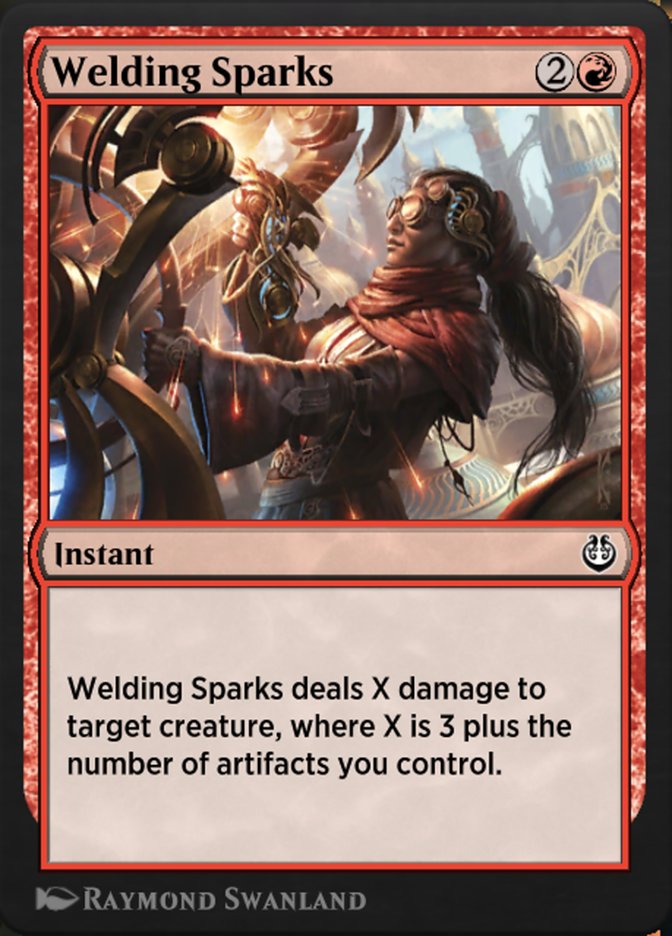 Welding Sparks 2
Instant
Welding Sparks deals X damage to
target creature, where X is 3 plus the
number of artifacts you control.
Raymond Swanland